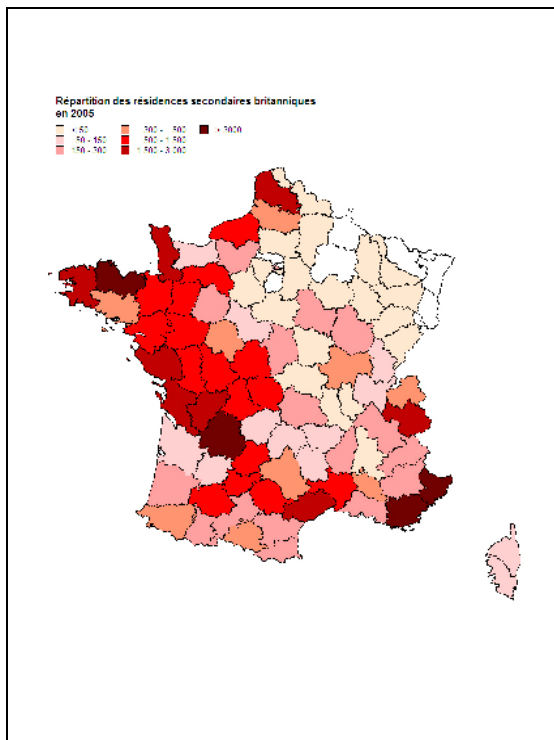 Répartition des résidences secondaires britanniques
en 2005
< 50
50 - 150
150 - 300
300 - 500
500 - 1 500
1 500 - 3 000
> 3000